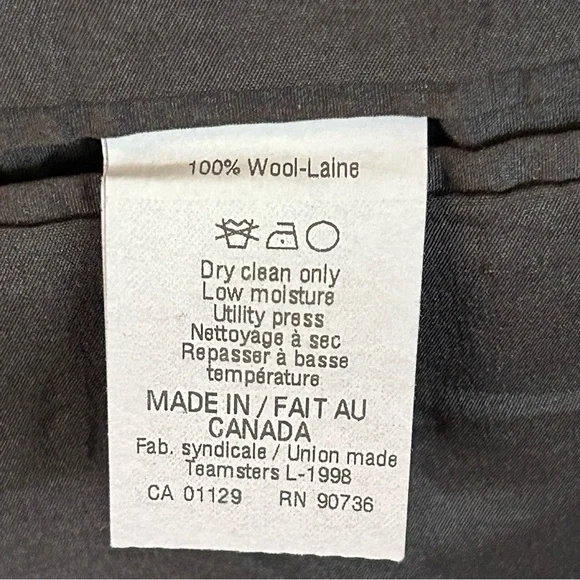 100% Wool-Laine
Dry clean only
Low moisture
Utility press
Nettoyage à sec
Repasser à basse
température
MADE IN / FAIT AU
CANADA
Fab. syndicale / Union made
Teamsters L-1998
CA 01129 RN 90736